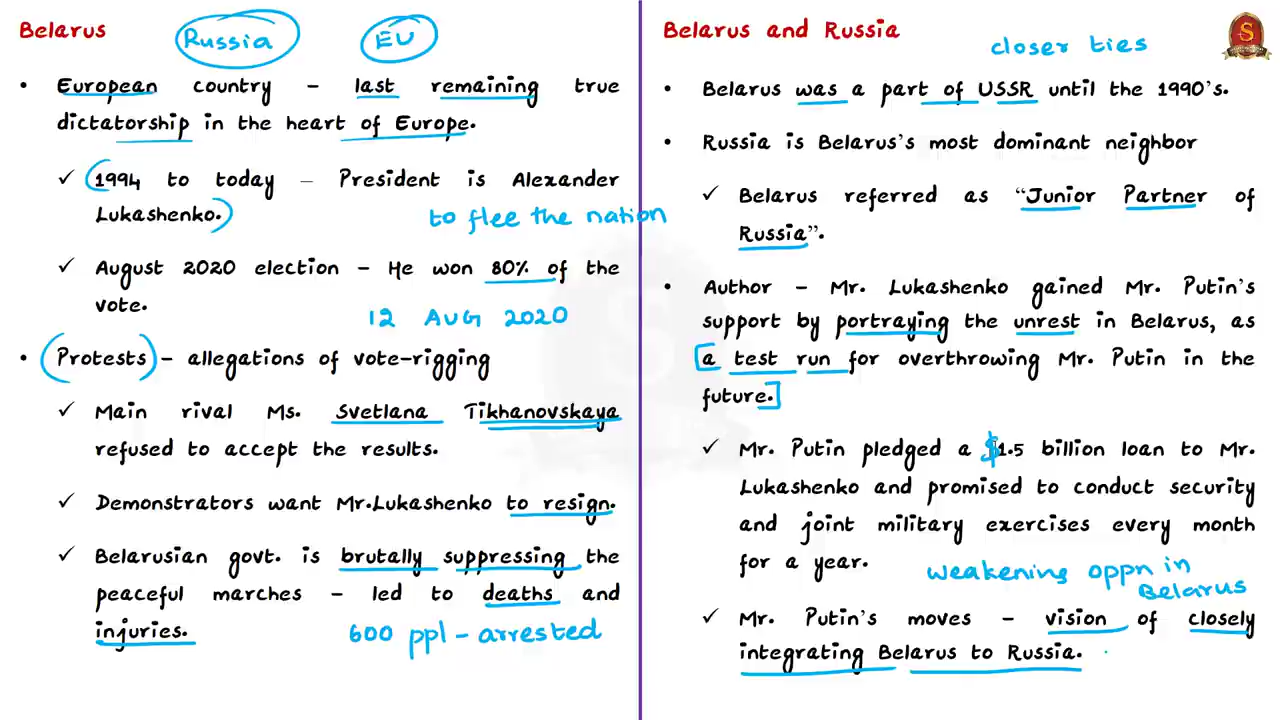 Belarus
Russia
EU
• European country – last remaining true
dictatorship in the heart of Europe.
✓ (1994 to today – President is Alexander
Lukashenko.)
to flee the nation
✓ August 2020 election – He won 80% of the
vote.
12 AUG 2020
• (Protests) – allegations of vote-rigging
✓ Main rival Ms. Svetlana Tikhanovskaya
refused to accept the results.
✓ Demonstrators want Mr.Lukashenko to resign.
✓ Belarusian govt. is brutally suppressing the
peaceful marches – led to deaths and
injuries.
600 ppl - arrested
Belarus and Russia
closer ties
S
• Belarus was a part of USSR until the 1990's.
• Russia is Belarus's most dominant neighbor
✓ Belarus referred as “Junior Partner of
Russia”.
• Author – Mr. Lukashenko gained Mr. Putin's
support by portraying the unrest in Belarus, as
[a test run for overthrowing Mr. Putin in the
future.]
✓ Mr. Putin pledged a $1.5 billion loan to Mr.
Lukashenko and promised to conduct security
and joint military exercises every month
for a year.
weakening oppn in
Belarus
✓ Mr. Putin's moves – vision of closely
integrating Belarus to Russia.